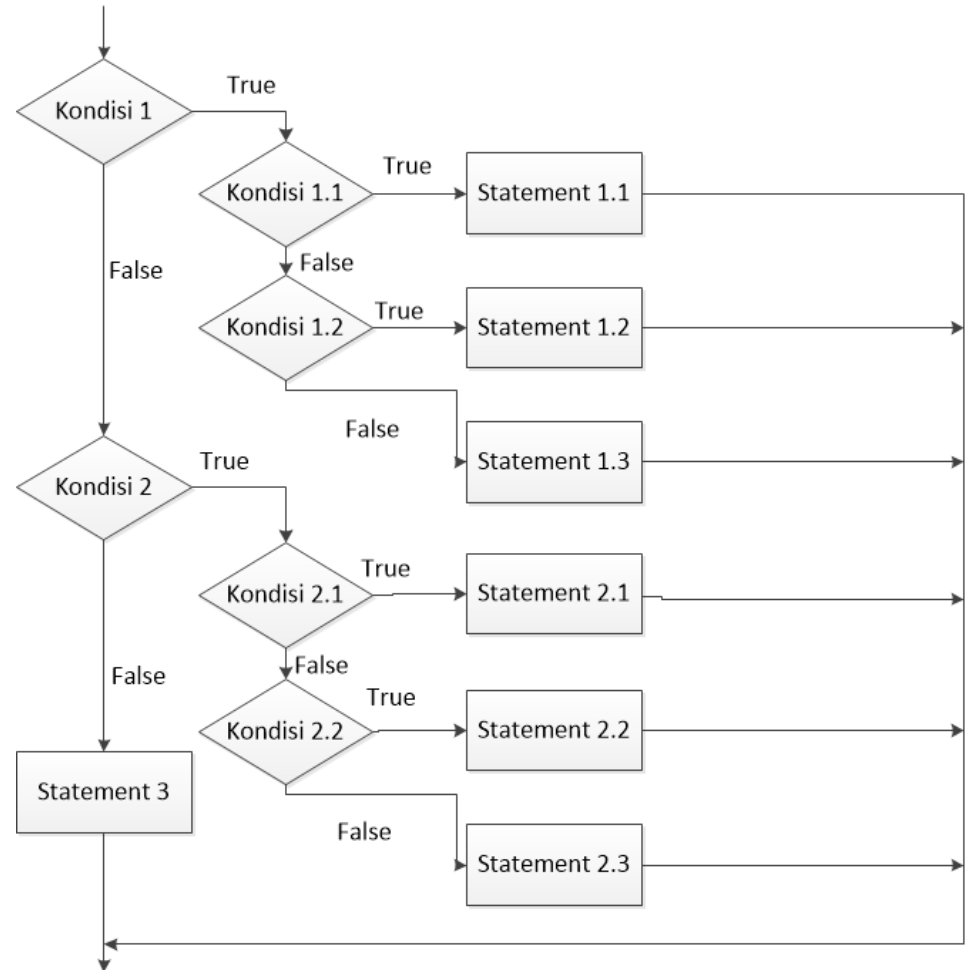 Kondisi 1
True
Kondisi 1.1
True
Statement 1.1
False
False
Kondisi 1.2
True
Statement 1.2
False
Statement 1.3
Kondisi 2
True
Kondisi 2.1
True
Statement 2.1
False
False
Kondisi 2.2
True
Statement 2.2
Statement 3
False
Statement 2.3